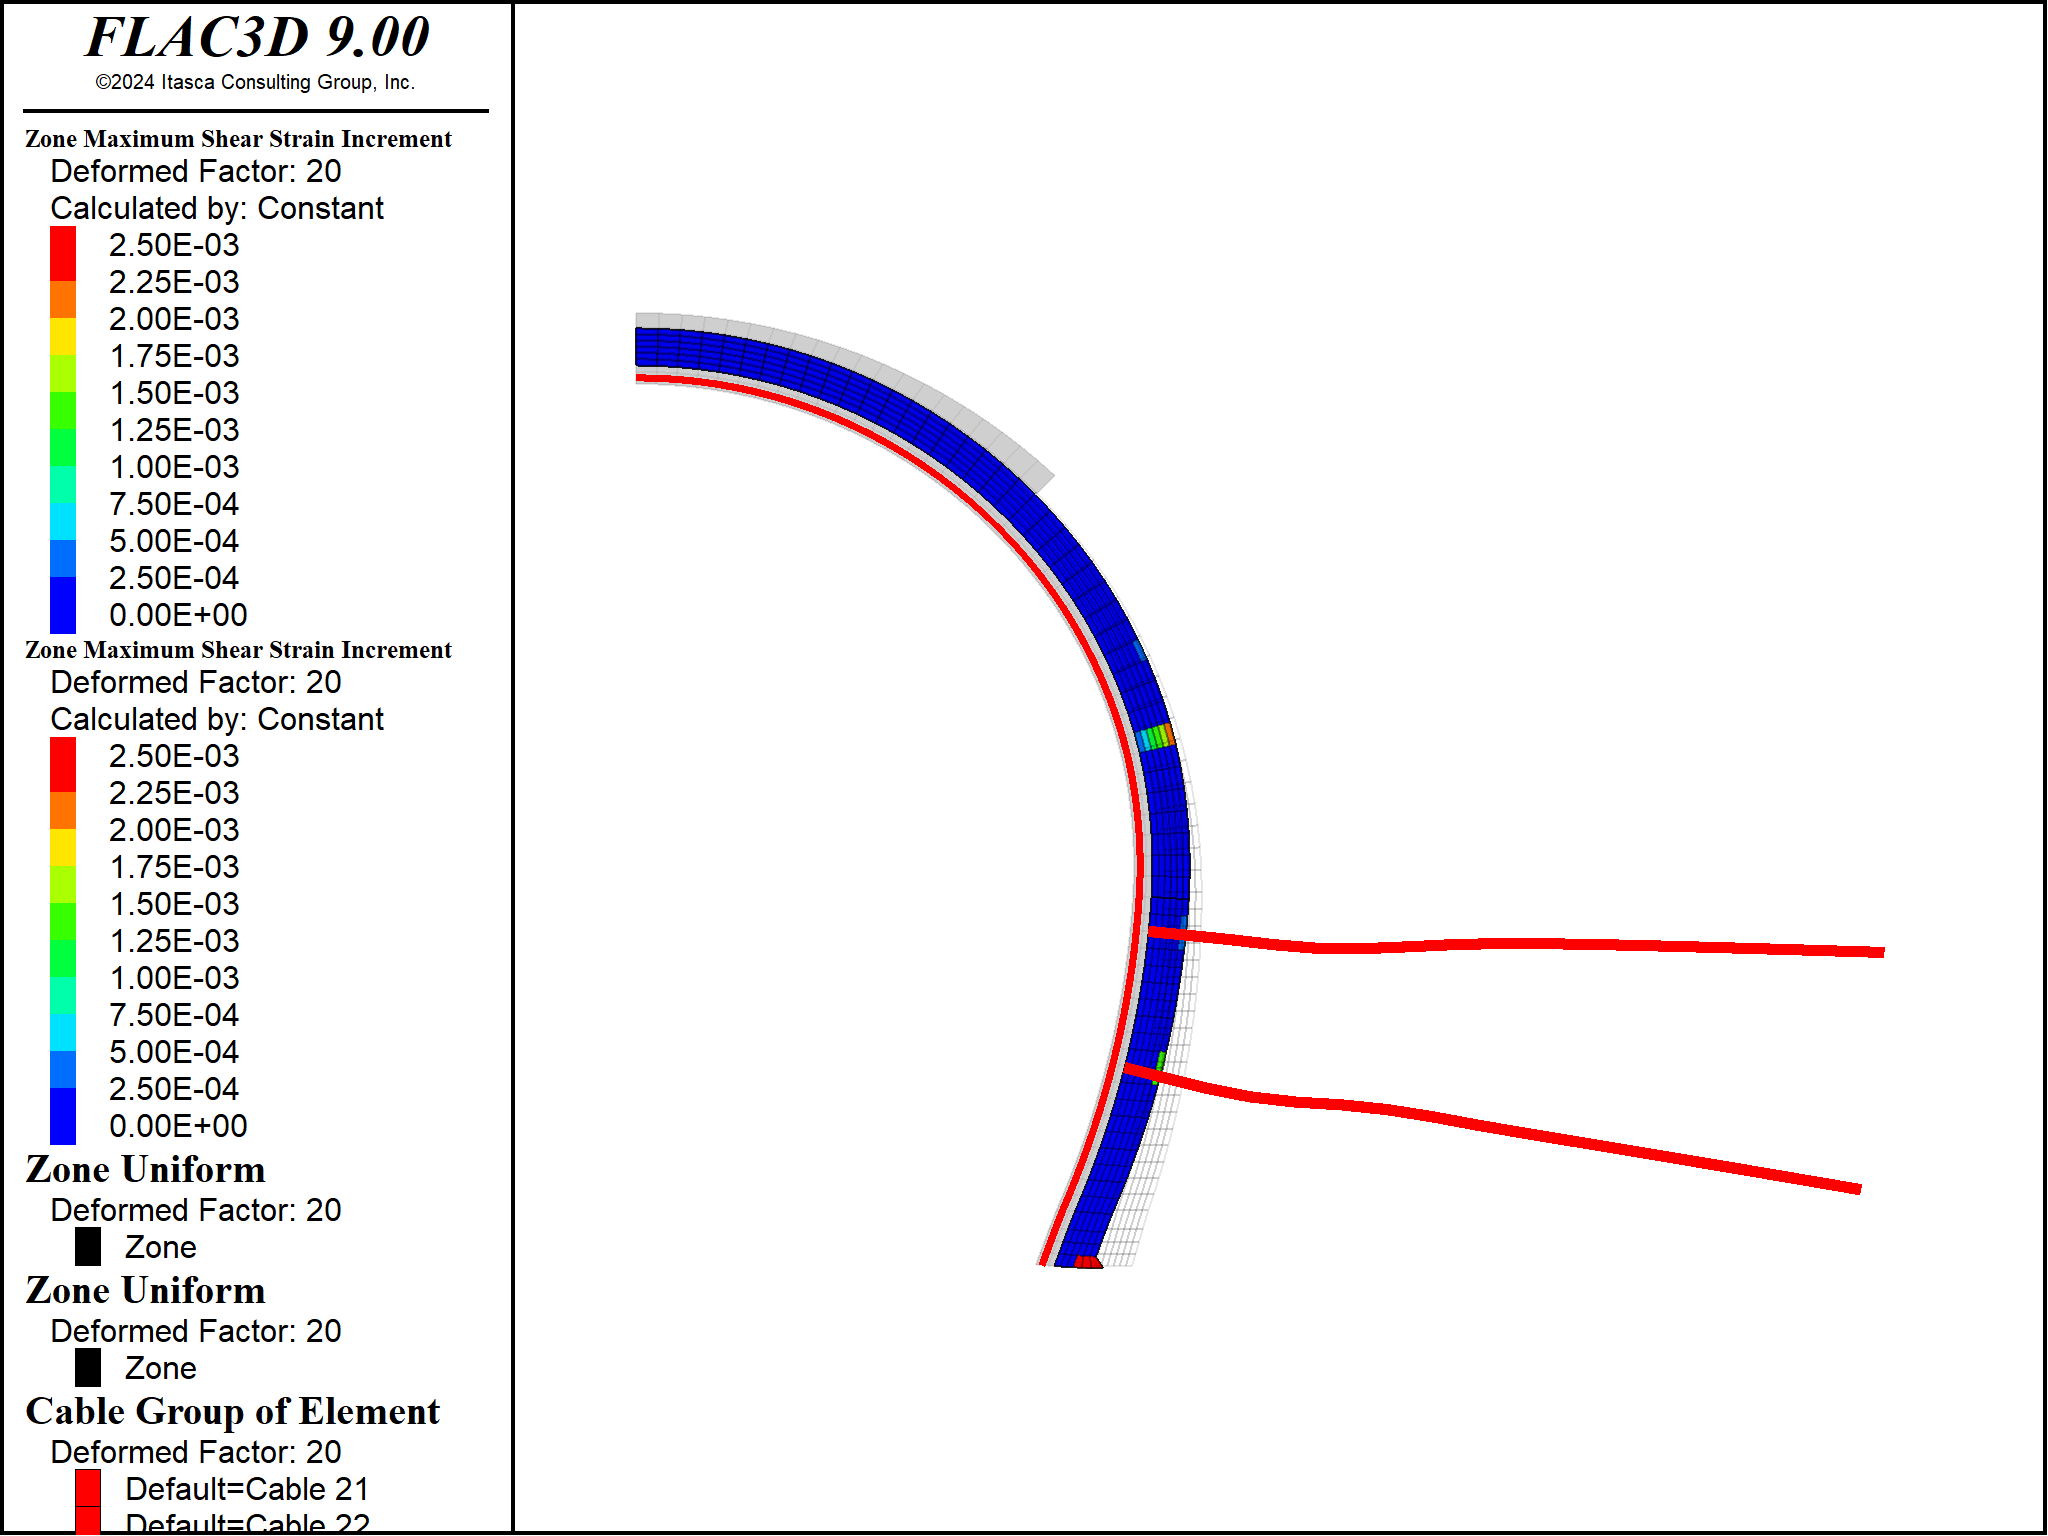 FLAC3D 9.00
©2024 Itasca Consulting Group, Inc.
Zone Maximum Shear Strain Increment
Deformed Factor: 20
Calculated by: Constant
2.50E-03
2.25E-03
2.00E-03
1.75E-03
1.50E-03
1.25E-03
1.00E-03
7.50E-04
5.00E-04
2.50E-04
0.00E+00
Zone Maximum Shear Strain Increment
Deformed Factor: 20
Calculated by: Constant
2.50E-03
2.25E-03
2.00E-03
1.75E-03
1.50E-03
1.25E-03
1.00E-03
7.50E-04
5.00E-04
2.50E-04
0.00E+00
Zone Uniform
Deformed Factor: 20
Zone
Zone Uniform
Deformed Factor: 20
Zone
Cable Group of Element
Deformed Factor: 20
Default=Cable 21
Default=Cable 22